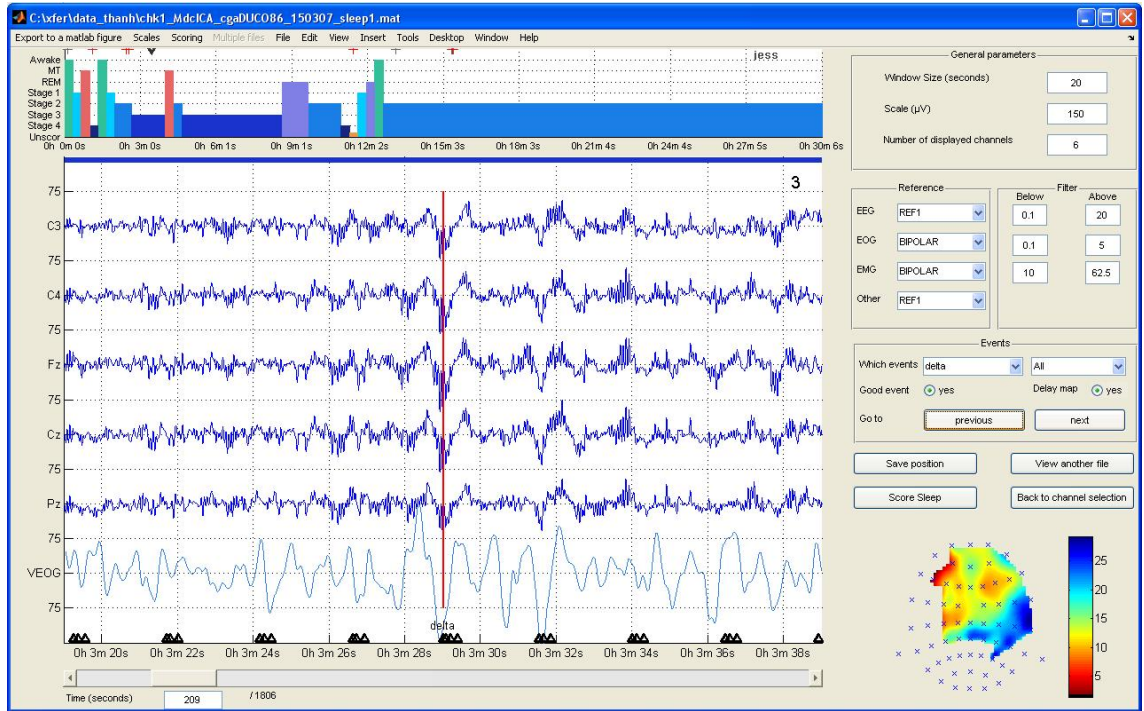 C:\xfer\data_thanh\chk1_MdcICA_cgaDUCO86_150307_sleep1.mat
Export to a matlab figure Scales Scoring Multiple files File Edit View Insert Tools Desktop Window Help
jess
Awake
MT
REM
Stage 1
Stage 2
Stage 3
Stage 4
Unscor
0h 0m 0s 0h 3m 0s 0h 6m 1s 0h 9m 1s 0h 12m 2s 0h 15m 3s 0h 18m 3s 0h 21m 4s 0h 24m 4s 0h 27m 5s 0h 30m 6s
3
75
C3
75
C4
75
Fz
75
Cz
75
Pz
75
VEOG
75
delta
0h 3m 20s 0h 3m 22s 0h 3m 24s 0h 3m 26s 0h 3m 28s 0h 3m 30s 0h 3m 32s 0h 3m 34s 0h 3m 36s 0h 3m 38s
Time (seconds) 209 / 1806
General parameters
Window Size (seconds) 20
Scale (µV) 150
Number of displayed channels 6
Reference
EEG REF1
EOG BIPOLAR
EMG BIPOLAR
Other REF1
Filter
Below Above
0.1 20
0.1 5
10 62.5
Events
Which events delta All
Good event yes Delay map yes
Go to previous next
Save position View another file
Score Sleep Back to channel selection
25
20
15
10
5